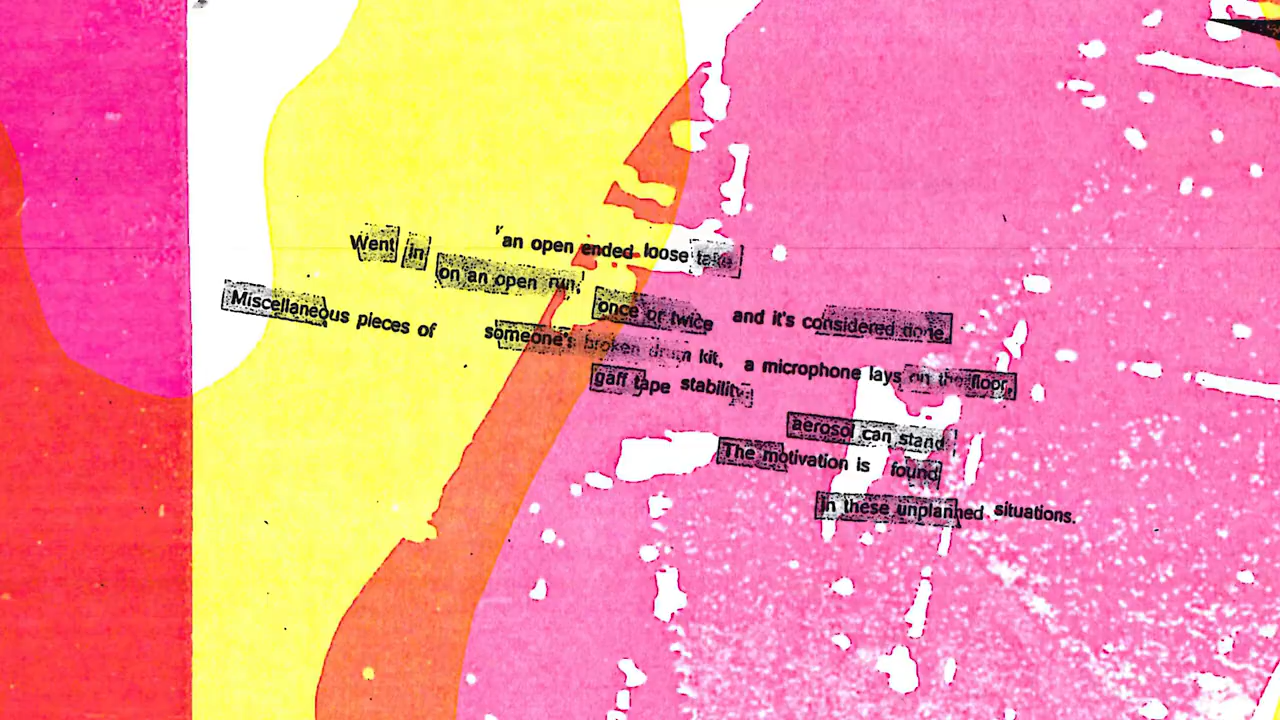 Went in an open ended loose take
on an open run,
once or twice and it's considered done.
Miscellaneous pieces of someone's broken drum kit, a microphone lays on the floor,
gaff tape stability.
aerosol can stand
The motivation is found
in these unplanned situations.